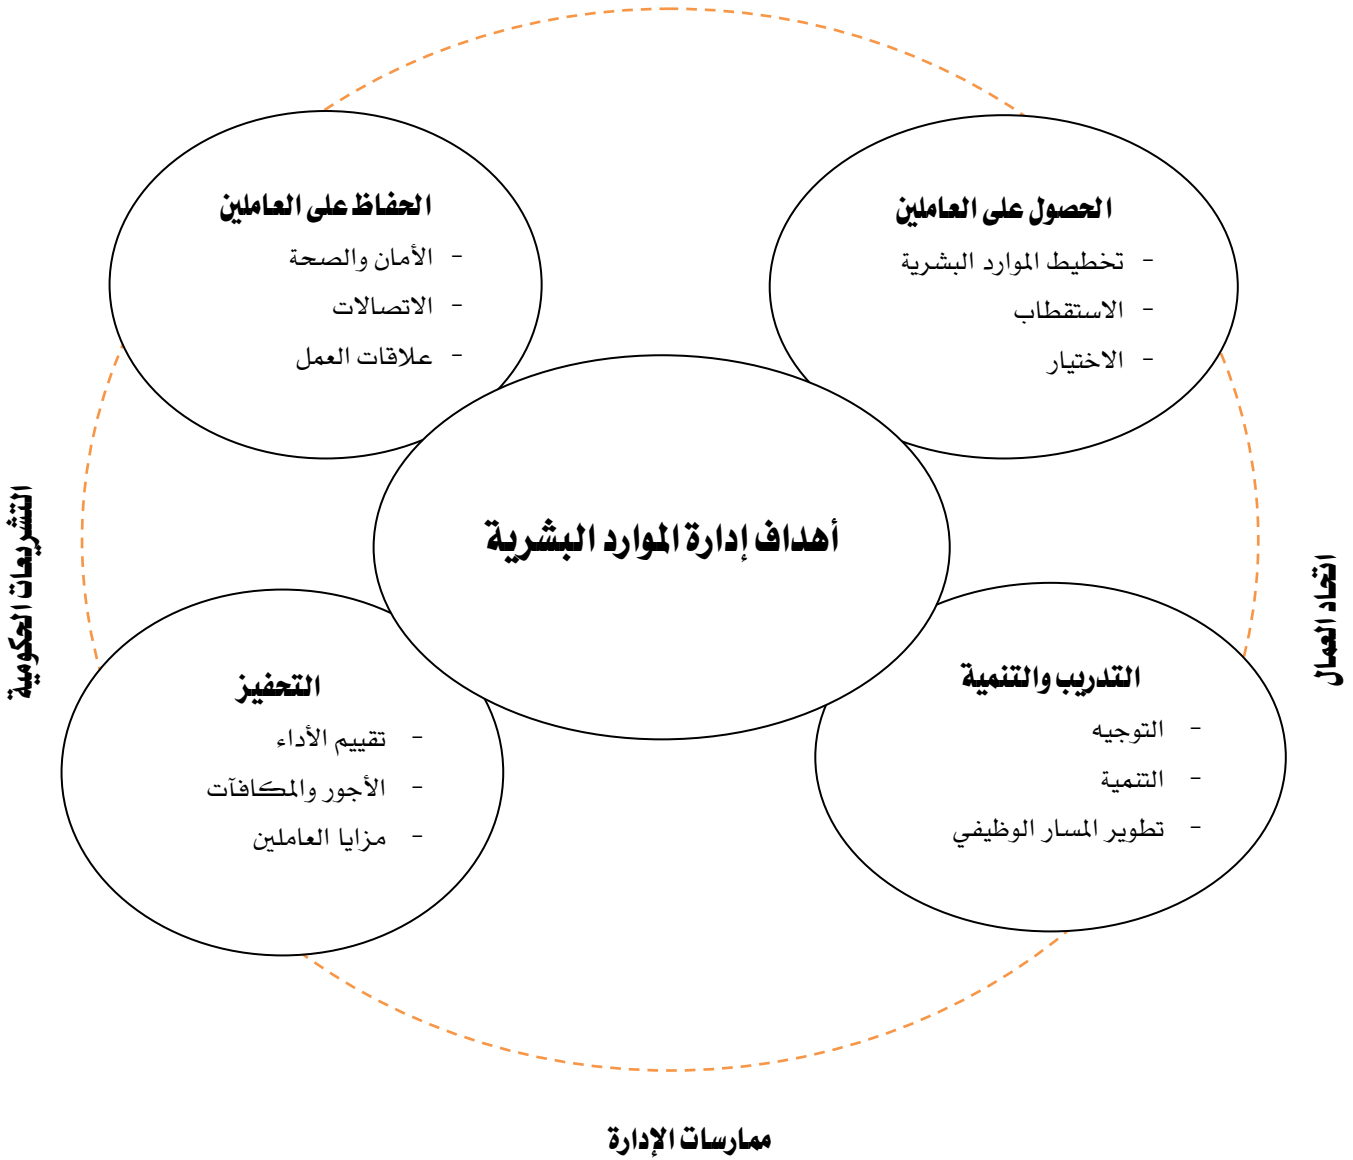 الحصول على العاملين
- تخطيط الموارد البشرية
- الاستقطاب
- الاختيار
الحفاظ على العاملين
- الأمان والصحة
- الاتصالات
- علاقات العمل
أهداف إدارة الموارد البشرية
اتحاد العمال
التشريعات الحكومية
التدريب والتنمية
- التوجيه
- التنمية
- تطوير المسار الوظيفي
التحفيز
- تقييم الأداء
- الأجور والمكافآت
- مزايا العاملين
ممارسات الإدارة